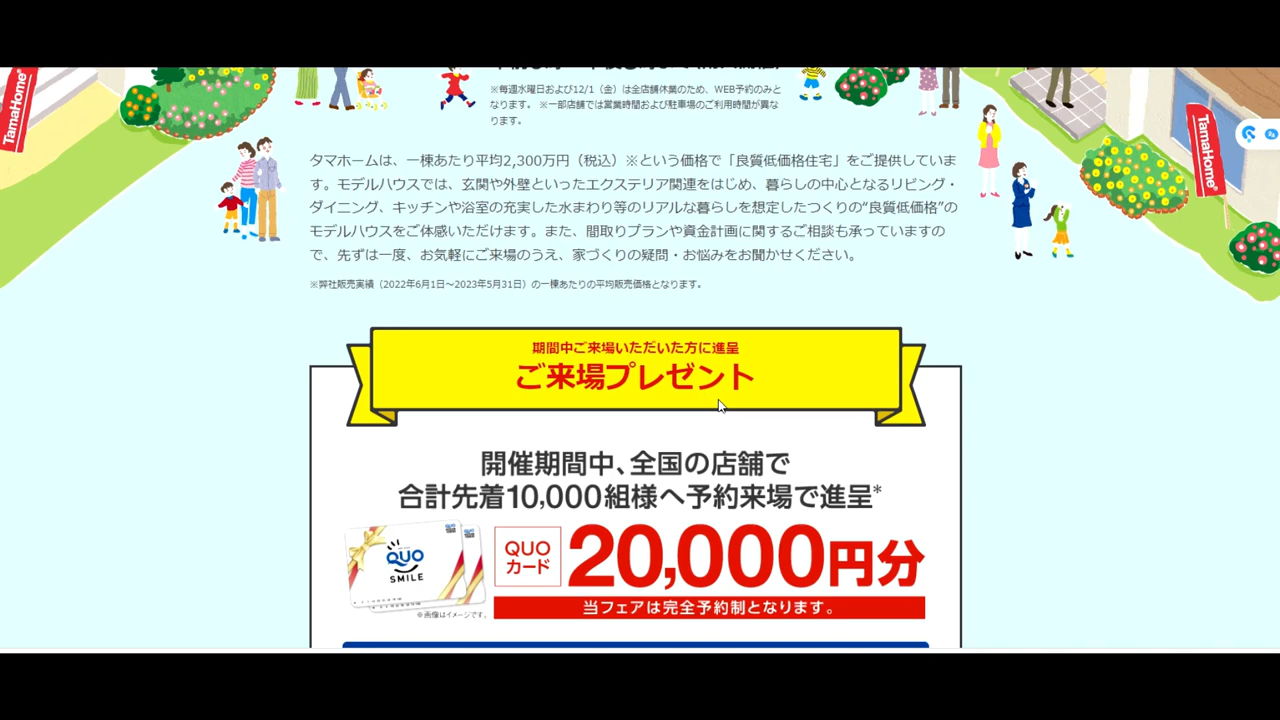 ※毎週水曜日および12/1（金）は全店舗休業のため、WEB予約のみと
なります。 ※一部店舗では営業時間および駐車場のご利用時間が異な
ります。
TamaHome
TamaHome
タマホームは、一棟あたり平均2,300万円（税込）※という価格で「良質低価格住宅」をご提供していま
す。モデルハウスでは、玄関や外壁といったエクステリア関連をはじめ、暮らしの中心となるリビング・
ダイニング、キッチンや浴室の充実した水まわり等のリアルな暮らしを想定したつくりの“良質低価格”の
モデルハウスをご体感いただけます。また、間取りプランや資金計画に関するご相談も承っていますの
で、先ずは一度、お気軽にご来場のうえ、家づくりの疑問・お悩みをお聞かせください。
※弊社販売実績（2022年6月1日～2023年5月31日）の一棟あたりの平均販売価格となります。
期間中ご来場いただいた方に進呈
ご来場プレゼント
開催期間中、全国の店舗で
合計先着10,000組様へ予約来場で進呈*
QUO
SMILE
QUO
カード
20,000円分
※画像はイメージです。
当フェアは完全予約制となります。